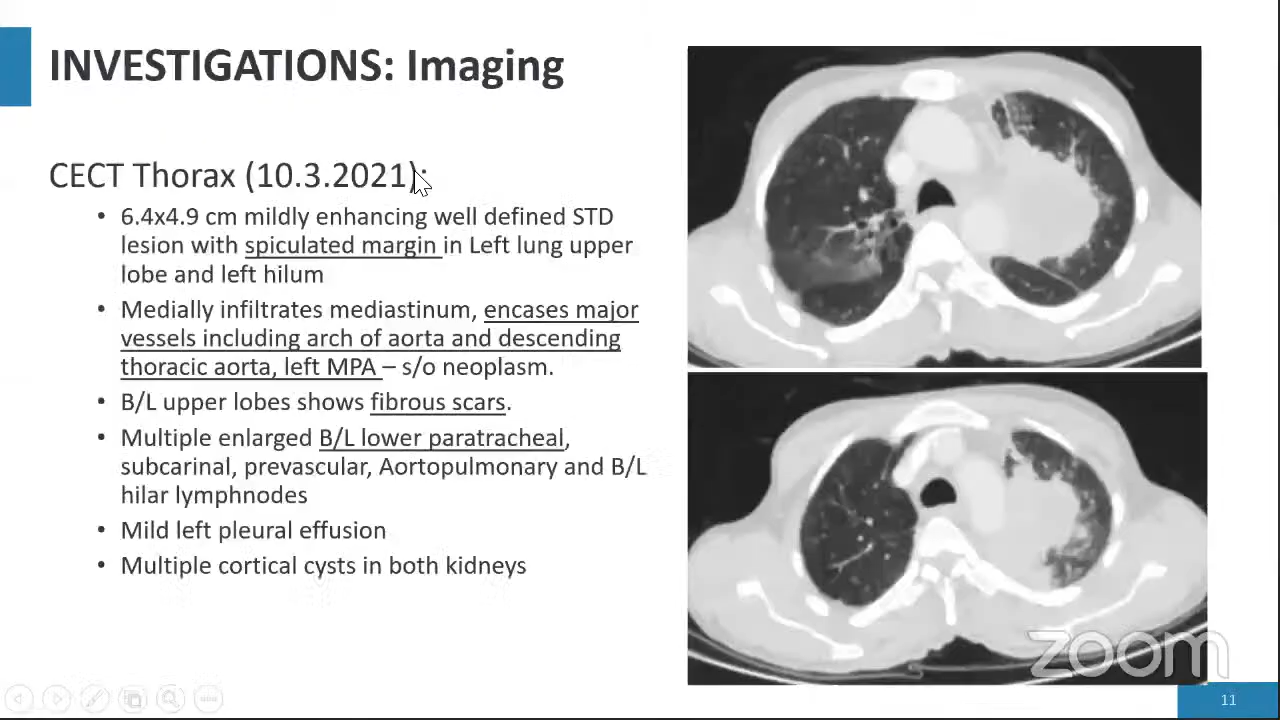 INVESTIGATIONS: Imaging
CECT Thorax (10.3.2021):
• 6.4x4.9 cm mildly enhancing well defined STD
lesion with spiculated margin in Left lung upper
lobe and left hilum
• Medially infiltrates mediastinum, encases major
vessels including arch of aorta and descending
thoracic aorta, left MPA – s/o neoplasm.
• B/L upper lobes shows fibrous scars.
• Multiple enlarged B/L lower paratracheal,
subcarinal, prevascular, Aortopulmonary and B/L
hilar lymphnodes
• Mild left pleural effusion
• Multiple cortical cysts in both kidneys
zoom
11